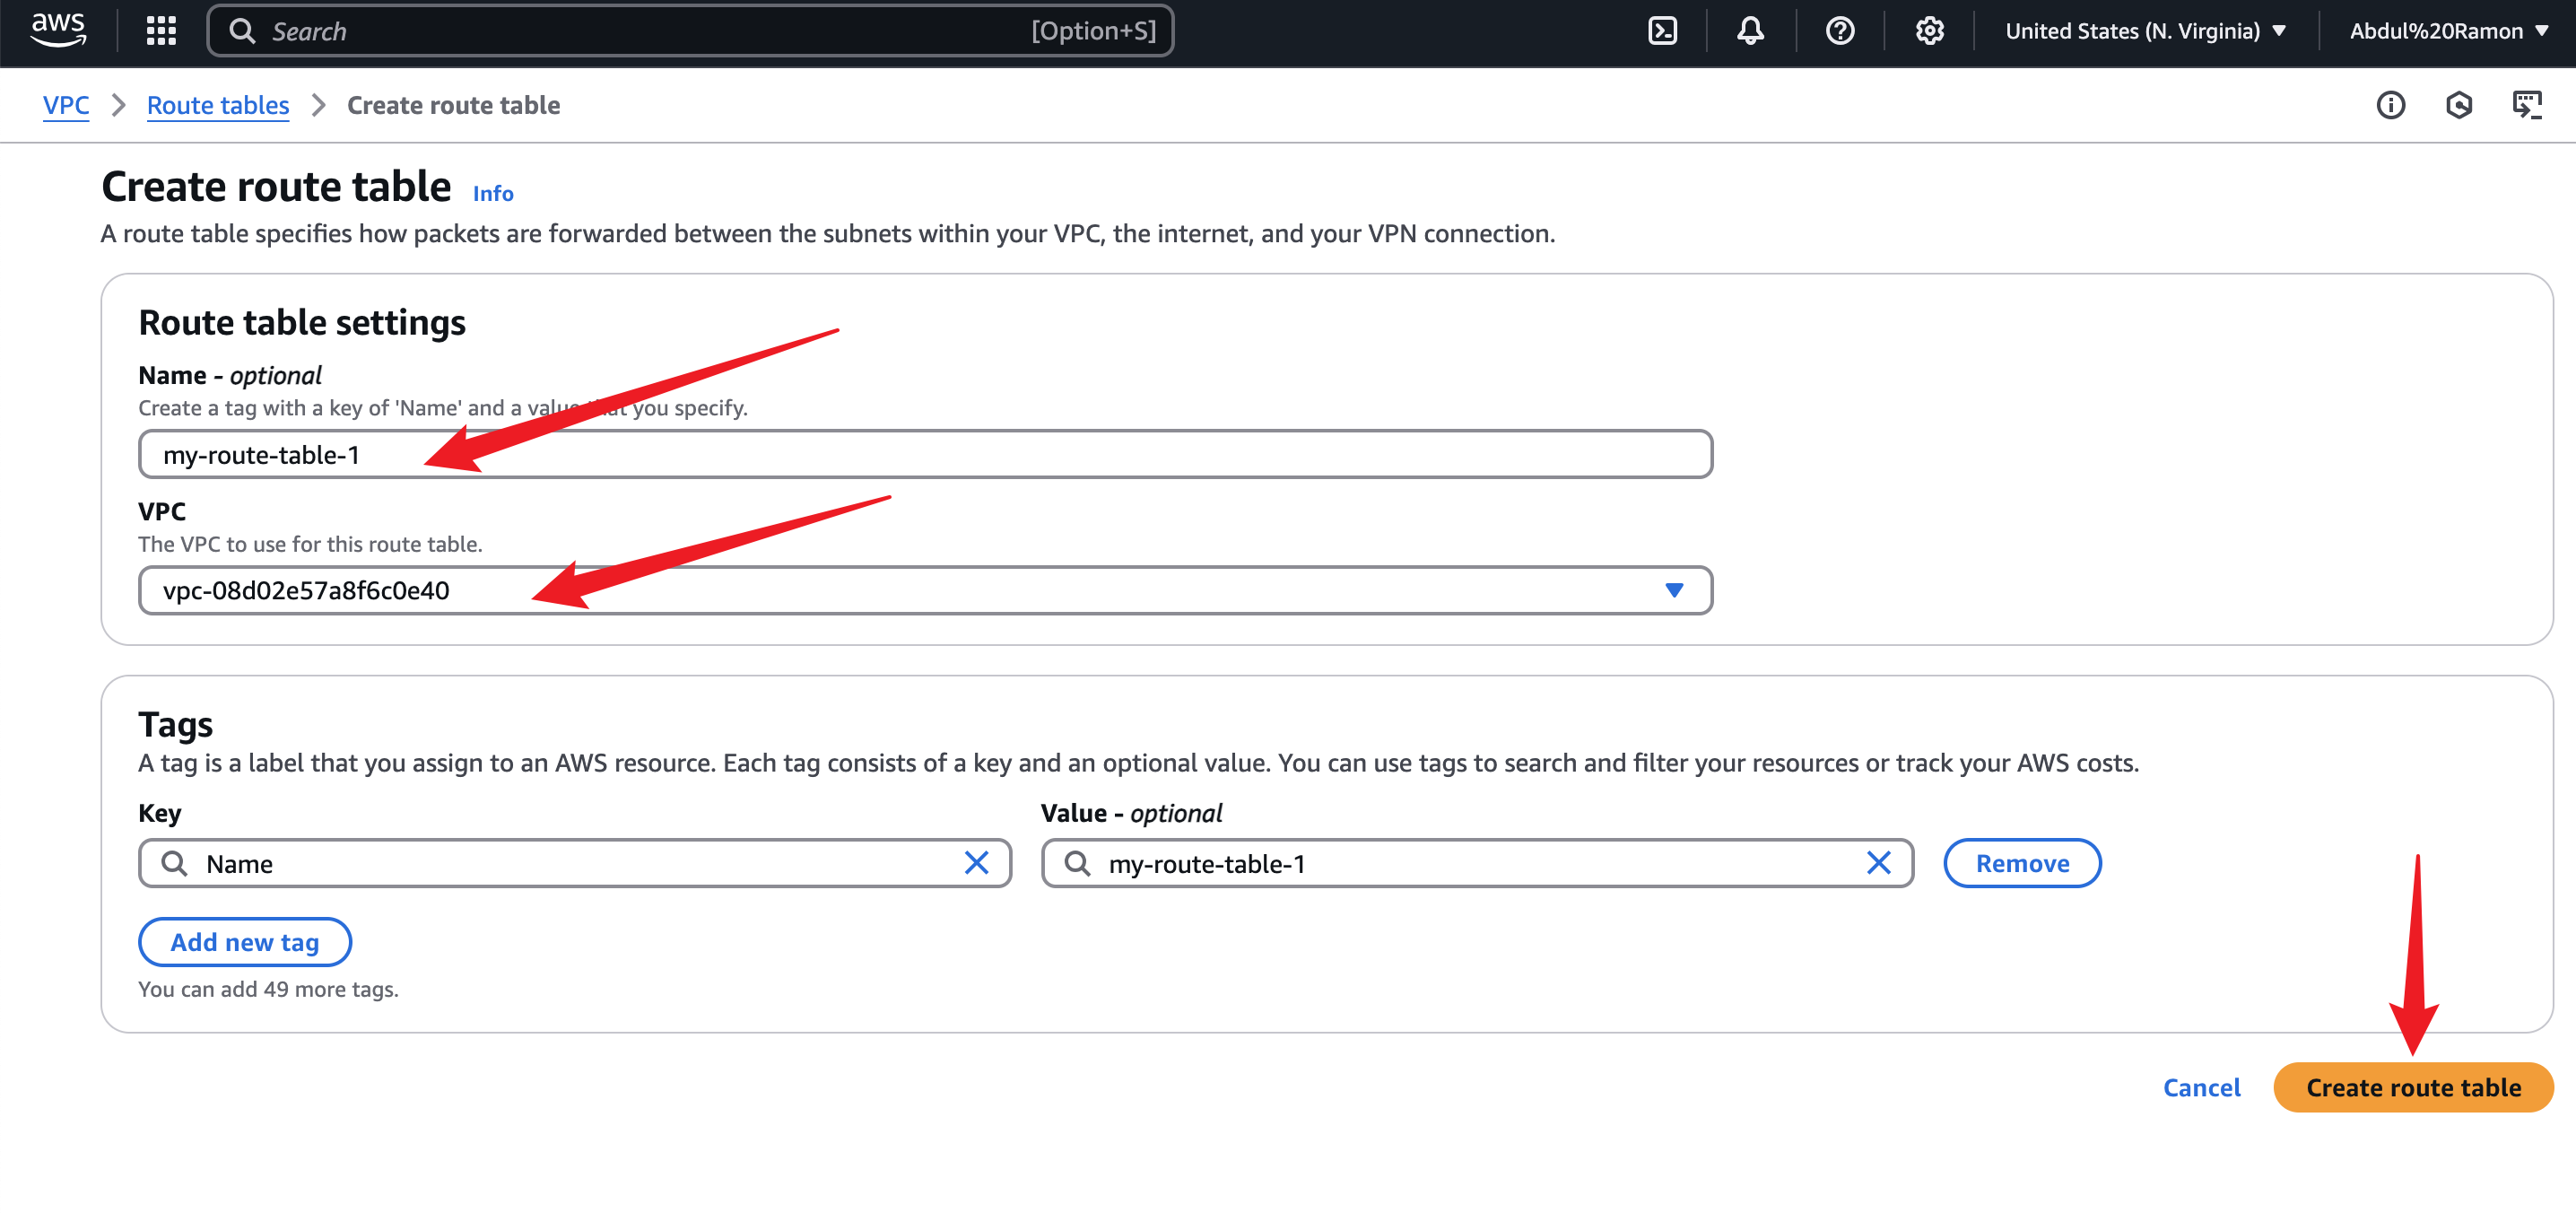 aws Search [Option+S] United States (N. Virginia) Abdul%20Ramon
VPC Route tables Create route table
Create route table Info
A route table specifies how packets are forwarded between the subnets within your VPC, the internet, and your VPN connection.
Route table settings
Name - optional
Create a tag with a key of 'Name' and a value that you specify.
my-route-table-1
VPC
The VPC to use for this route table.
vpc-08d02e57a8f6c0e40
Tags
A tag is a label that you assign to an AWS resource. Each tag consists of a key and an optional value. You can use tags to search and filter your resources or track your AWS costs.
Key Value - optional
Name my-route-table-1 Remove
Add new tag
You can add 49 more tags.
Cancel Create route table